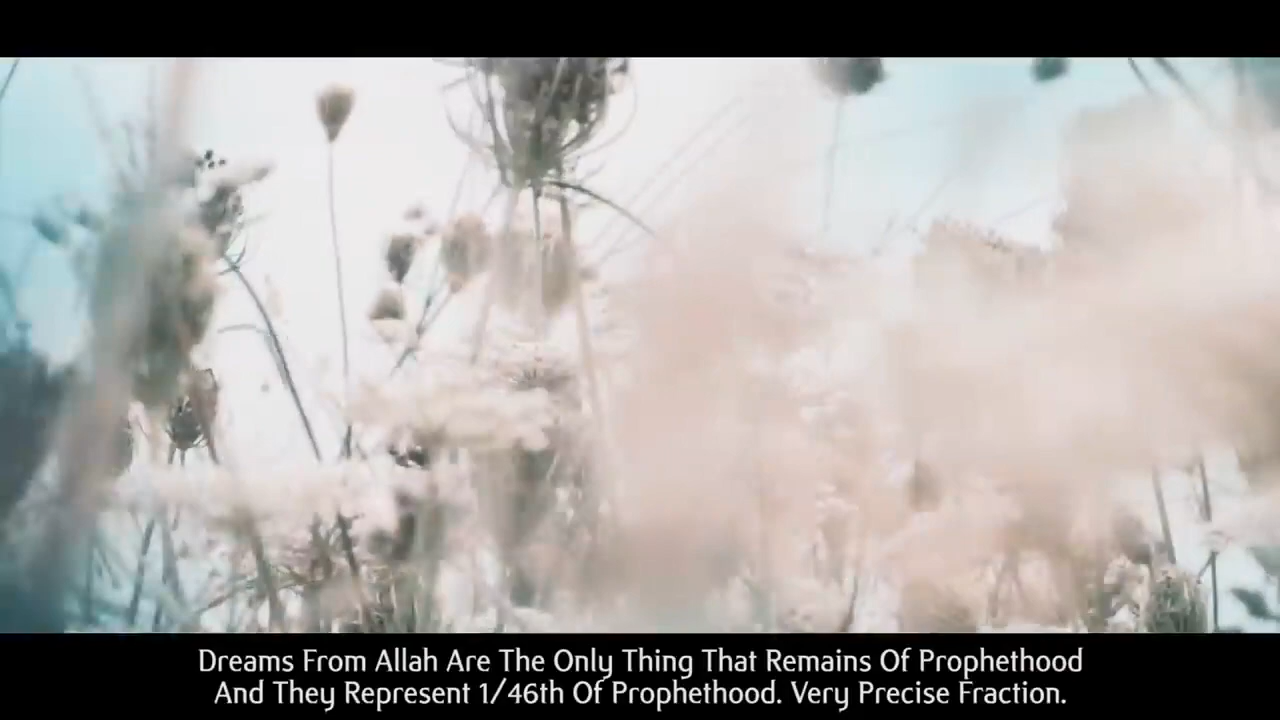 Dreams From Allah Are The Only Thing That Remains Of Prophethood
And They Represent 1/46th Of Prophethood. Very Precise Fraction.